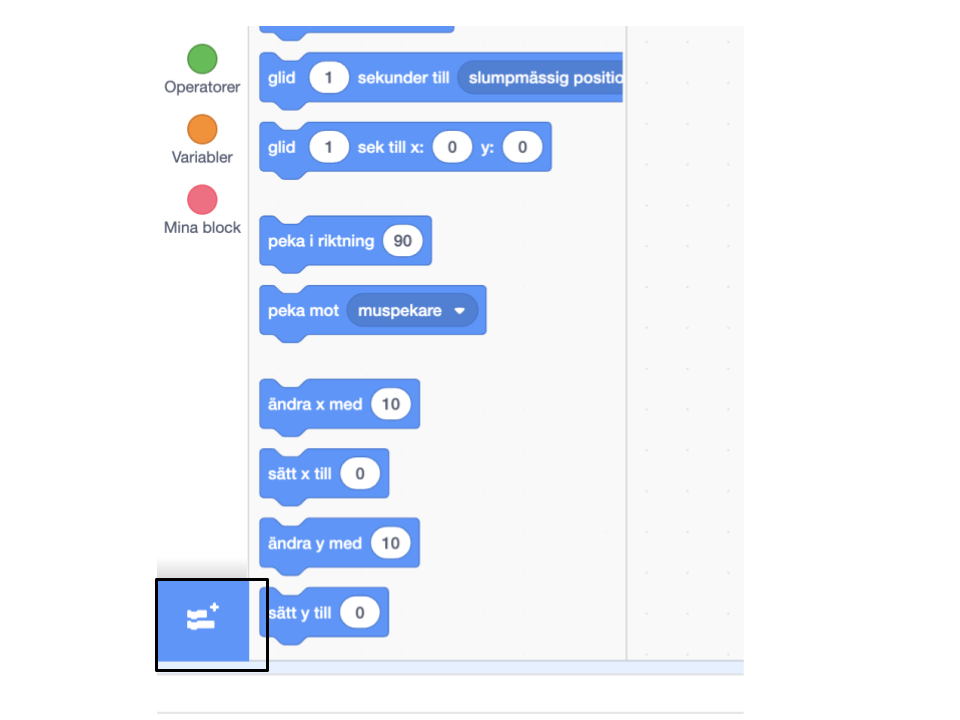 Operatorer
Variabler
Mina block
glid 1 sekunder till slumpmässig positio
glid 1 sek till x: 0 y: 0
peka i riktning 90
peka mot muspekare
ändra x med 10
sätt x till 0
ändra y med 10
sätt y till 0